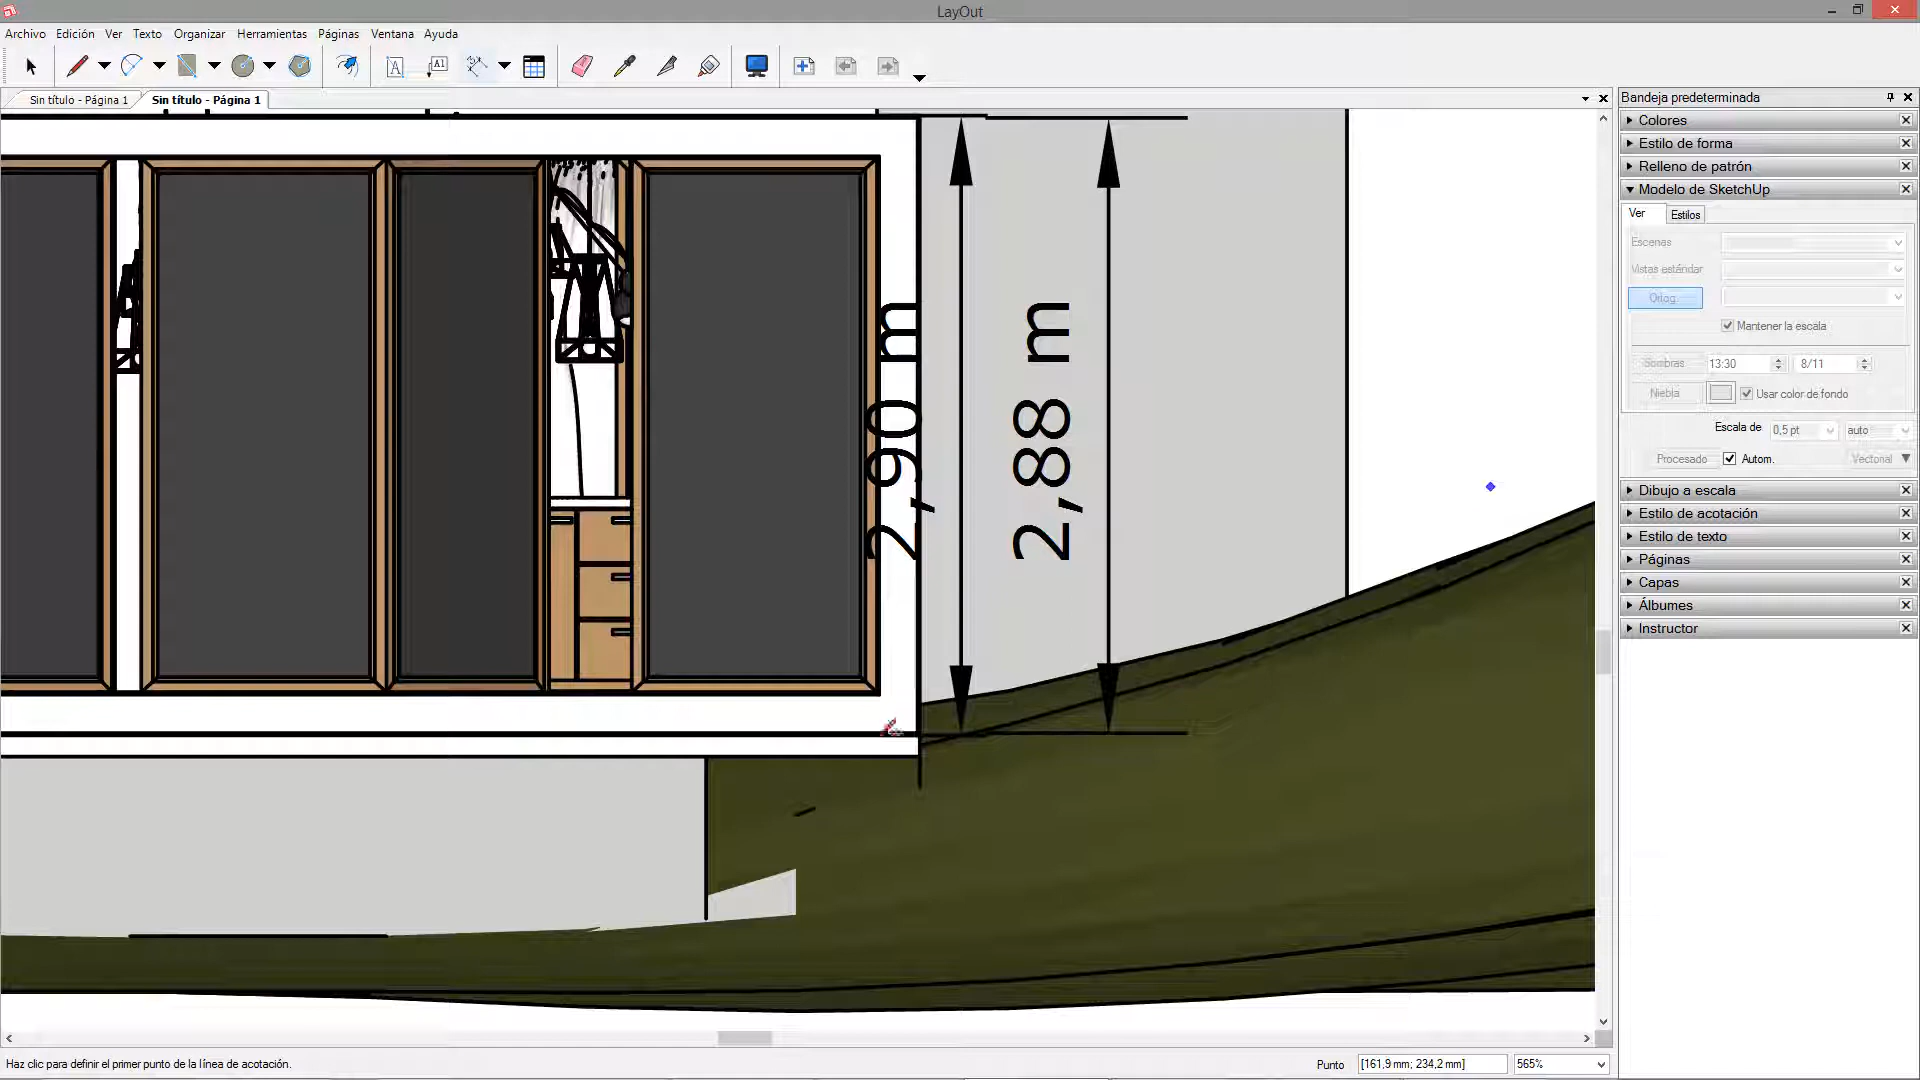 LayOut
Archivo Edición Ver Texto Organizar Herramientas Páginas Ventana Ayuda
A A1
Sin título - Página 1 Sin título - Página 1
Bandeja predeterminada
Colores
Estilo de forma
Relleno de patrón
Modelo de SketchUp
Ver Estilos
Escenas
Vistas estándar
Ortog.
Mantener la escala
Sombras 13:30 8/11
Niebla Usar color de fondo
Escala de 0,5 pt auto
Procesado Autom. Vectorial
Dibujo a escala
Estilo de acotación
Estilo de texto
Páginas
Capas
Álbumes
Instructor
2,90 m
2,88 m
Haz clic para definir el primer punto de la línea de acotación.
Punto [161,9 mm; 234,2 mm] 565%